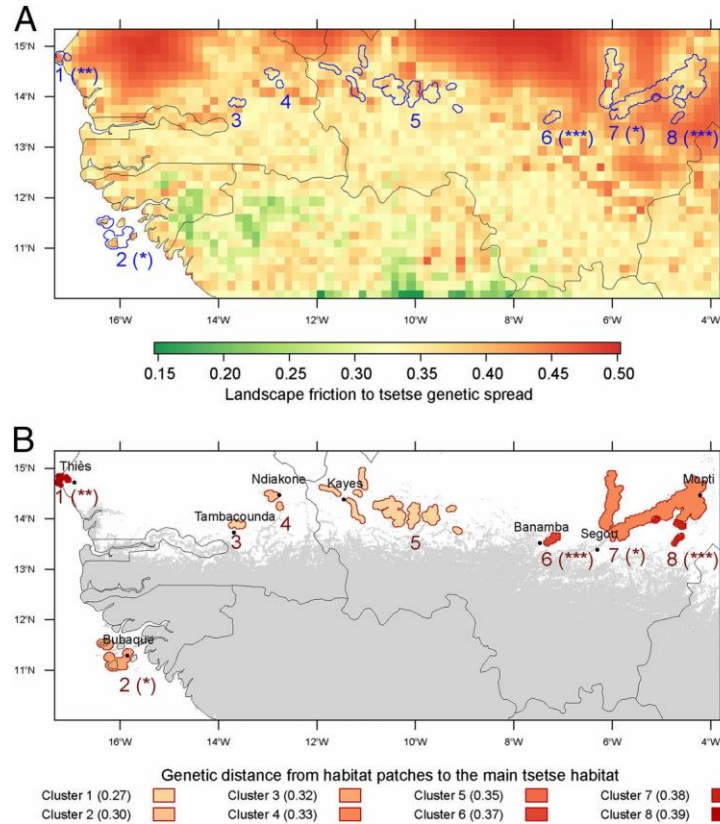 A
15°N
14°N
13°N
12°N
11°N
1 (**)
2 (*)
3
4
5
6 (***)
7 (*)
8 (***)
16°W 14°W 12°W 10°W 8°W 6°W 4°W
0.15 0.20 0.25 0.30 0.35 0.40 0.45 0.50
Landscape friction to tsetse genetic spread
B
15°N
14°N
13°N
12°N
11°N
Thiès
1 (**)
Ndiakone
4
Kayes
Tambacounda
3
5
Banamba
6 (***)
Segou
7 (*)
Mopti
8 (***)
Bubaque
2 (*)
16°W 14°W 12°W 10°W 8°W 6°W 4°W
Genetic distance from habitat patches to the main tsetse habitat
Cluster 1 (0.27) Cluster 3 (0.32) Cluster 5 (0.35) Cluster 7 (0.38)
Cluster 2 (0.30) Cluster 4 (0.33) Cluster 6 (0.37) Cluster 8 (0.39)